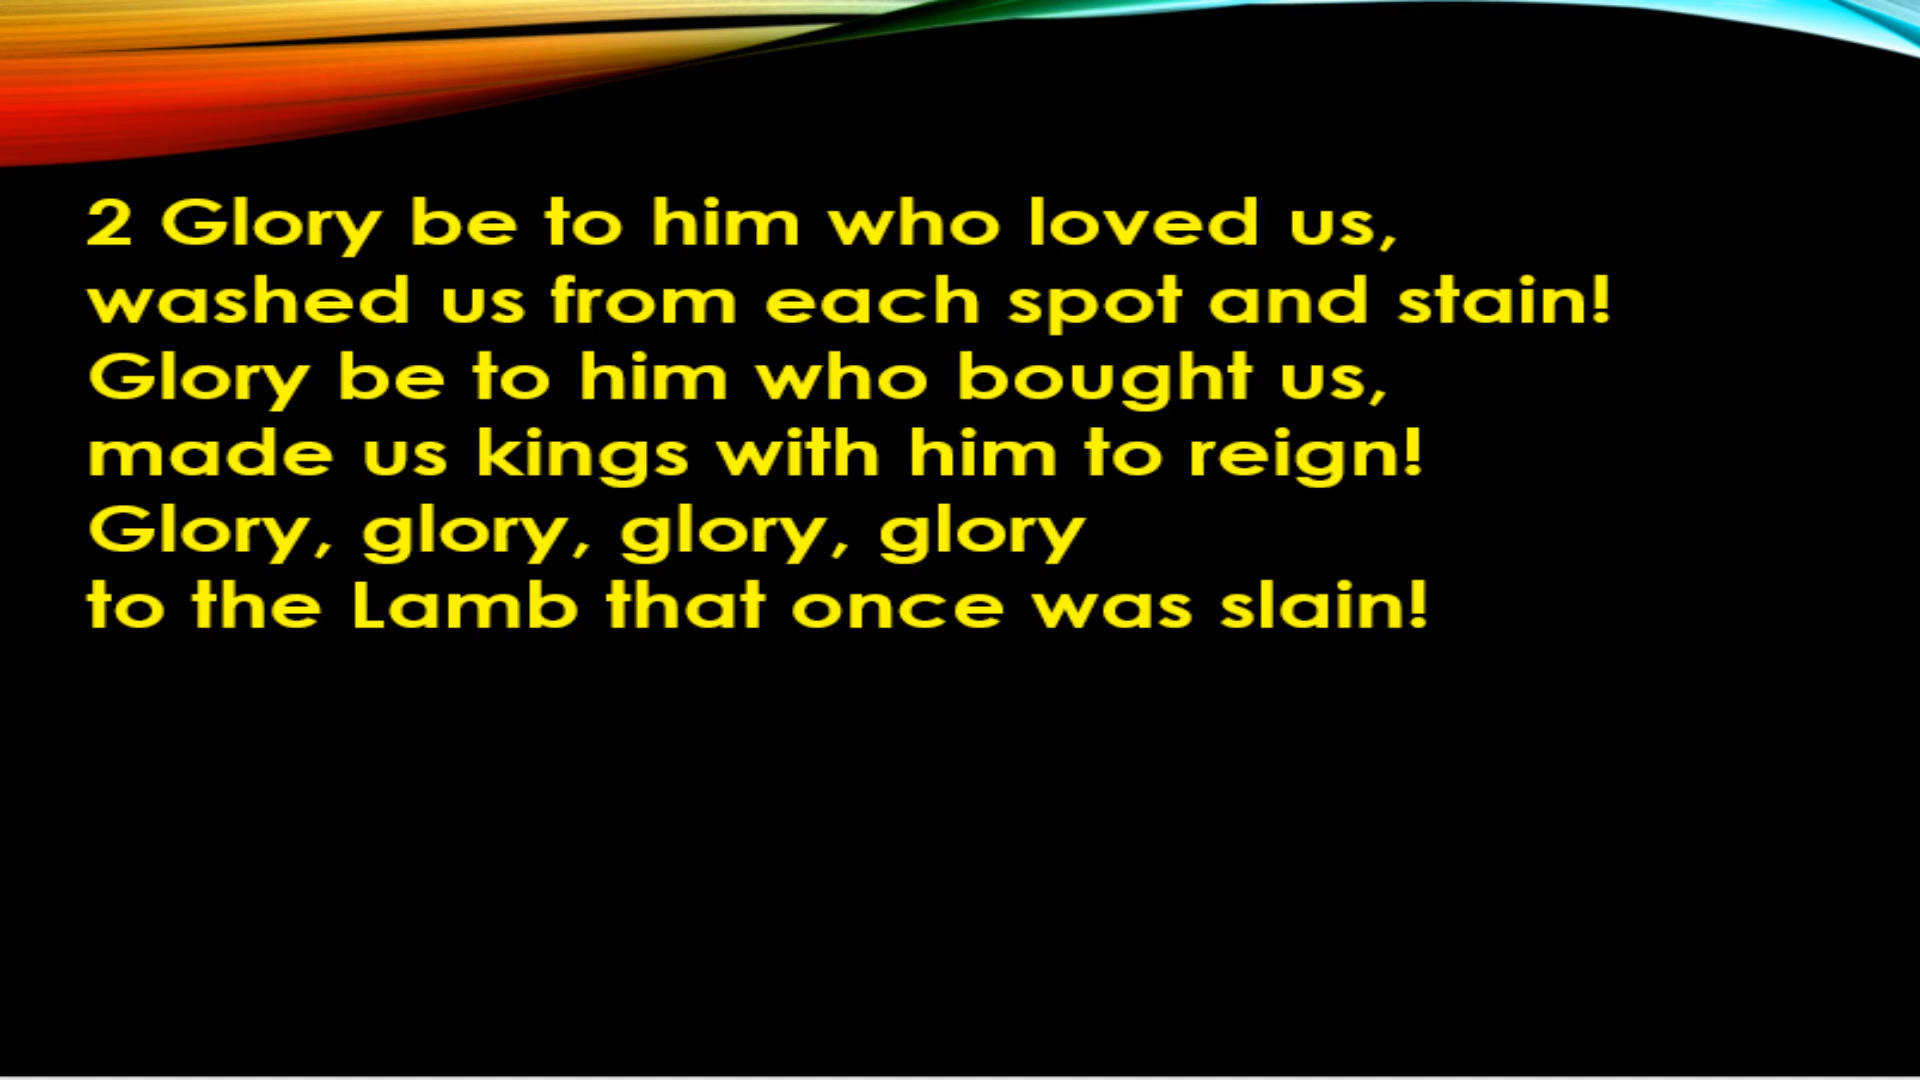 2 Glory be to him who loved us,
washed us from each spot and stain!
Glory be to him who bought us,
made us kings with him to reign!
Glory, glory, glory, glory
to the Lamb that once was slain!